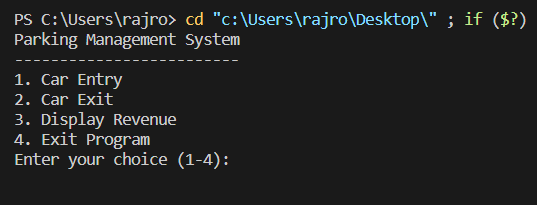 PS C:\Users\rajro> cd "c:\Users\rajro\Desktop\" ; if ($?)
Parking Management System
-------------------------
1. Car Entry
2. Car Exit
3. Display Revenue
4. Exit Program
Enter your choice (1-4):